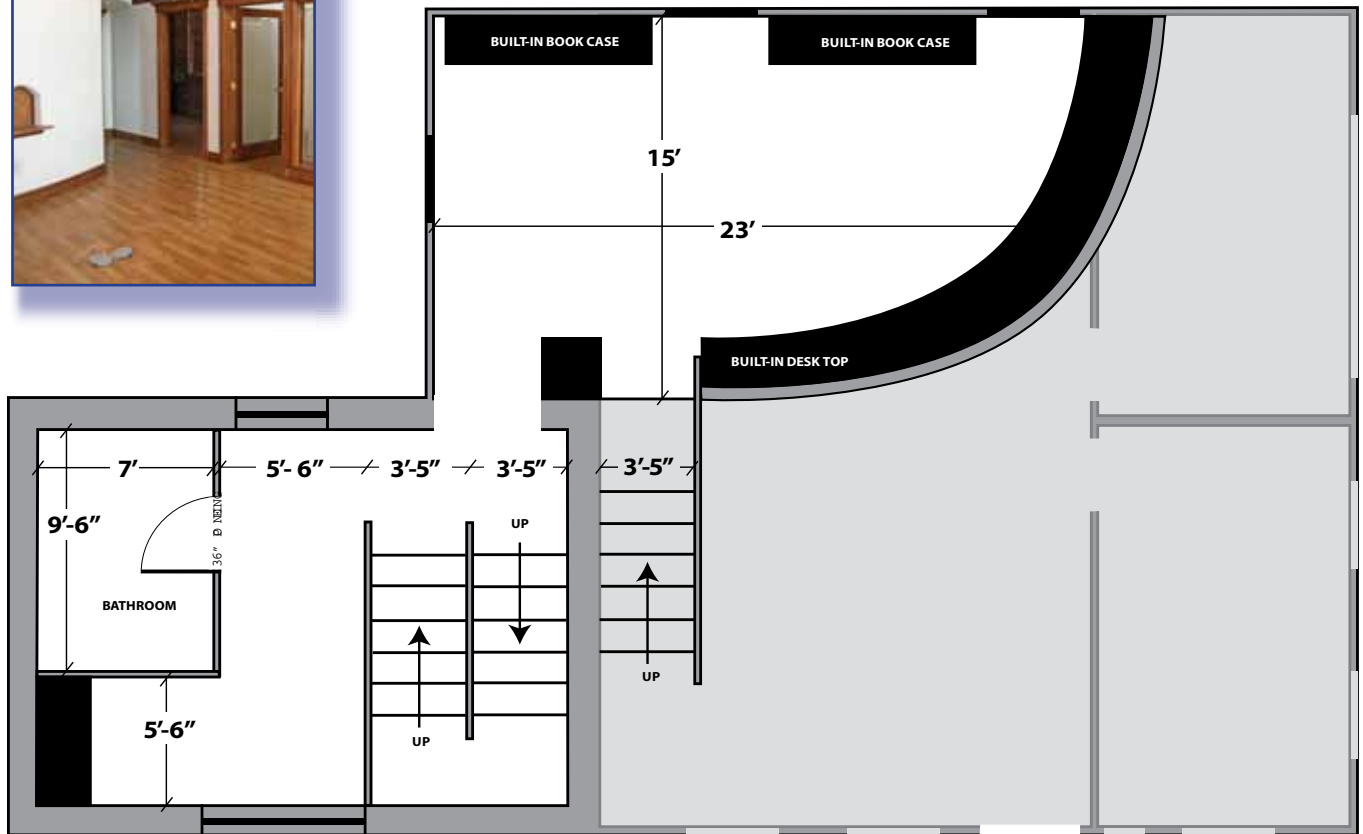 BUILT-IN BOOK CASE
BUILT-IN BOOK CASE
15’
23’
BUILT-IN DESK TOP
7’
5’- 6”
3’-5”
3’-5”
3’-5”
9’-6”
36”
UP
BATHROOM
UP
5’-6”
UP